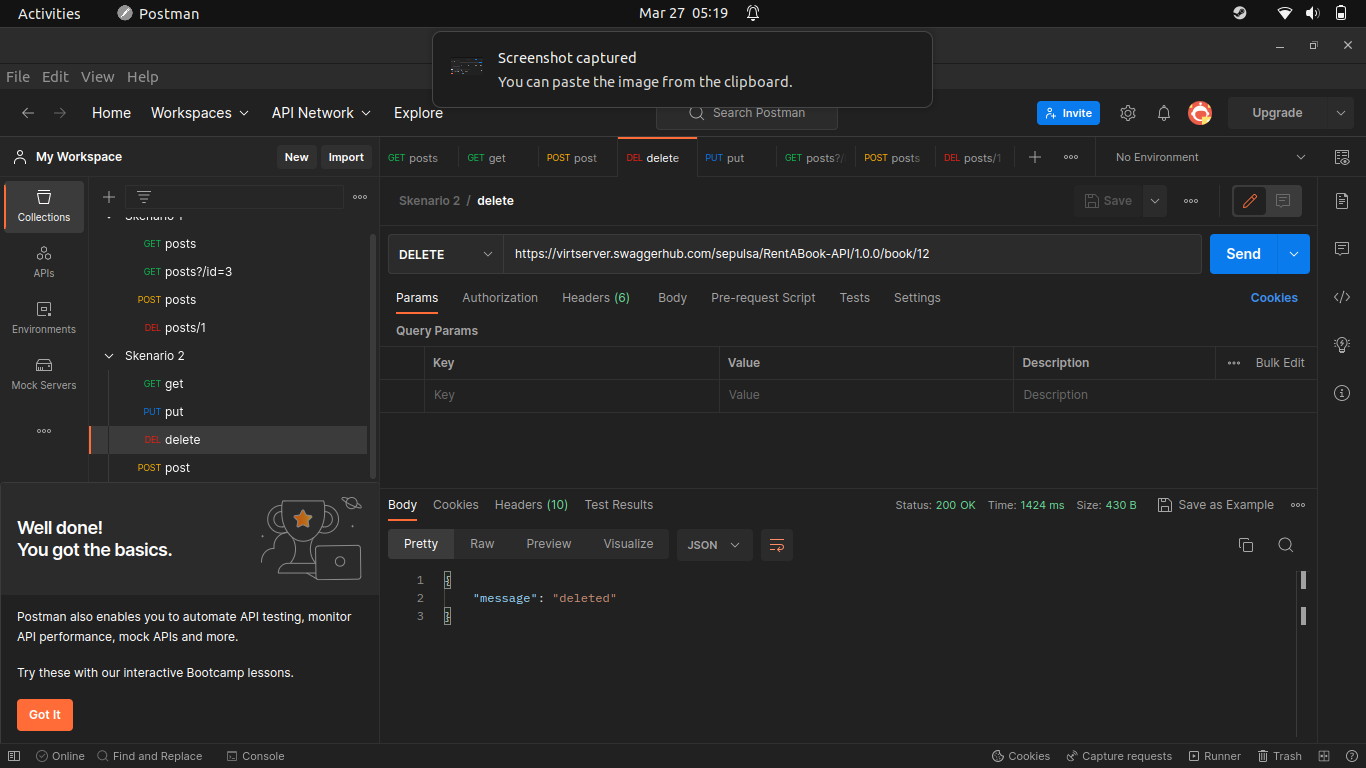 Activities Postman Mar 27 05:19
Screenshot captured
You can paste the image from the clipboard.
File Edit View Help
Home Workspaces API Network Explore Search Postman Invite Upgrade
My Workspace New Import
GET posts GET get POST post DEL delete PUT put GET posts?/ POST posts DEL posts/1 No Environment
Collections
APIs
Environments
Mock Servers
Skenario 1
GET posts
GET posts?/id=3
POST posts
DEL posts/1
Skenario 2
GET get
PUT put
DEL delete
POST post
Skenario 2 / delete Save
DELETE https://virtserver.swaggerhub.com/sepulsa/RentABook-API/1.0.0/book/12 Send
Params Authorization Headers (6) Body Pre-request Script Tests Settings Cookies
Query Params
Key Value Description Bulk Edit
Key Value Description
Body Cookies Headers (10) Test Results Status: 200 OK Time: 1424 ms Size: 430 B Save as Example
Pretty Raw Preview Visualize JSON
1 {
2 "message": "deleted"
3 }
Well done!
You got the basics.
Postman also enables you to automate API testing, monitor
API performance, mock APIs and more.
Try these with our interactive Bootcamp lessons.
Got It
Online Find and Replace Console Cookies Capture requests Runner Trash